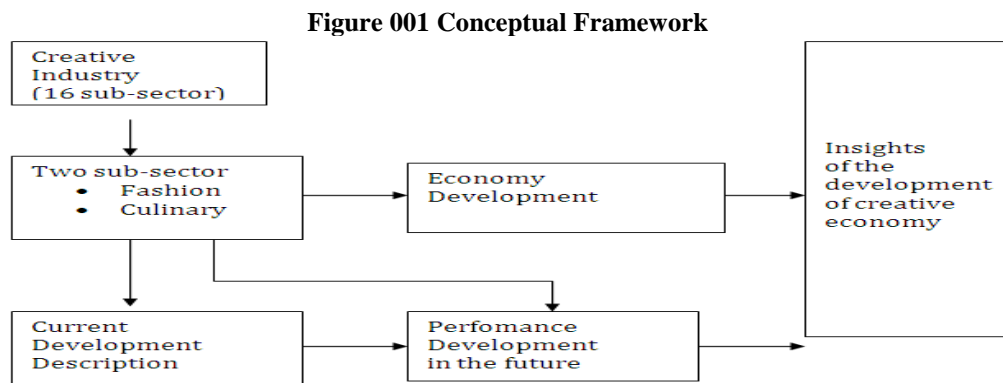 Figure 001 Conceptual Framework
Creative
Industry
(16 sub-sector)
Two sub-sector
• Fashion
• Culinary
Economy
Development
Insights
of the
development
of creative
economy
Current
Development
Description
Perfomance
Development
in the future